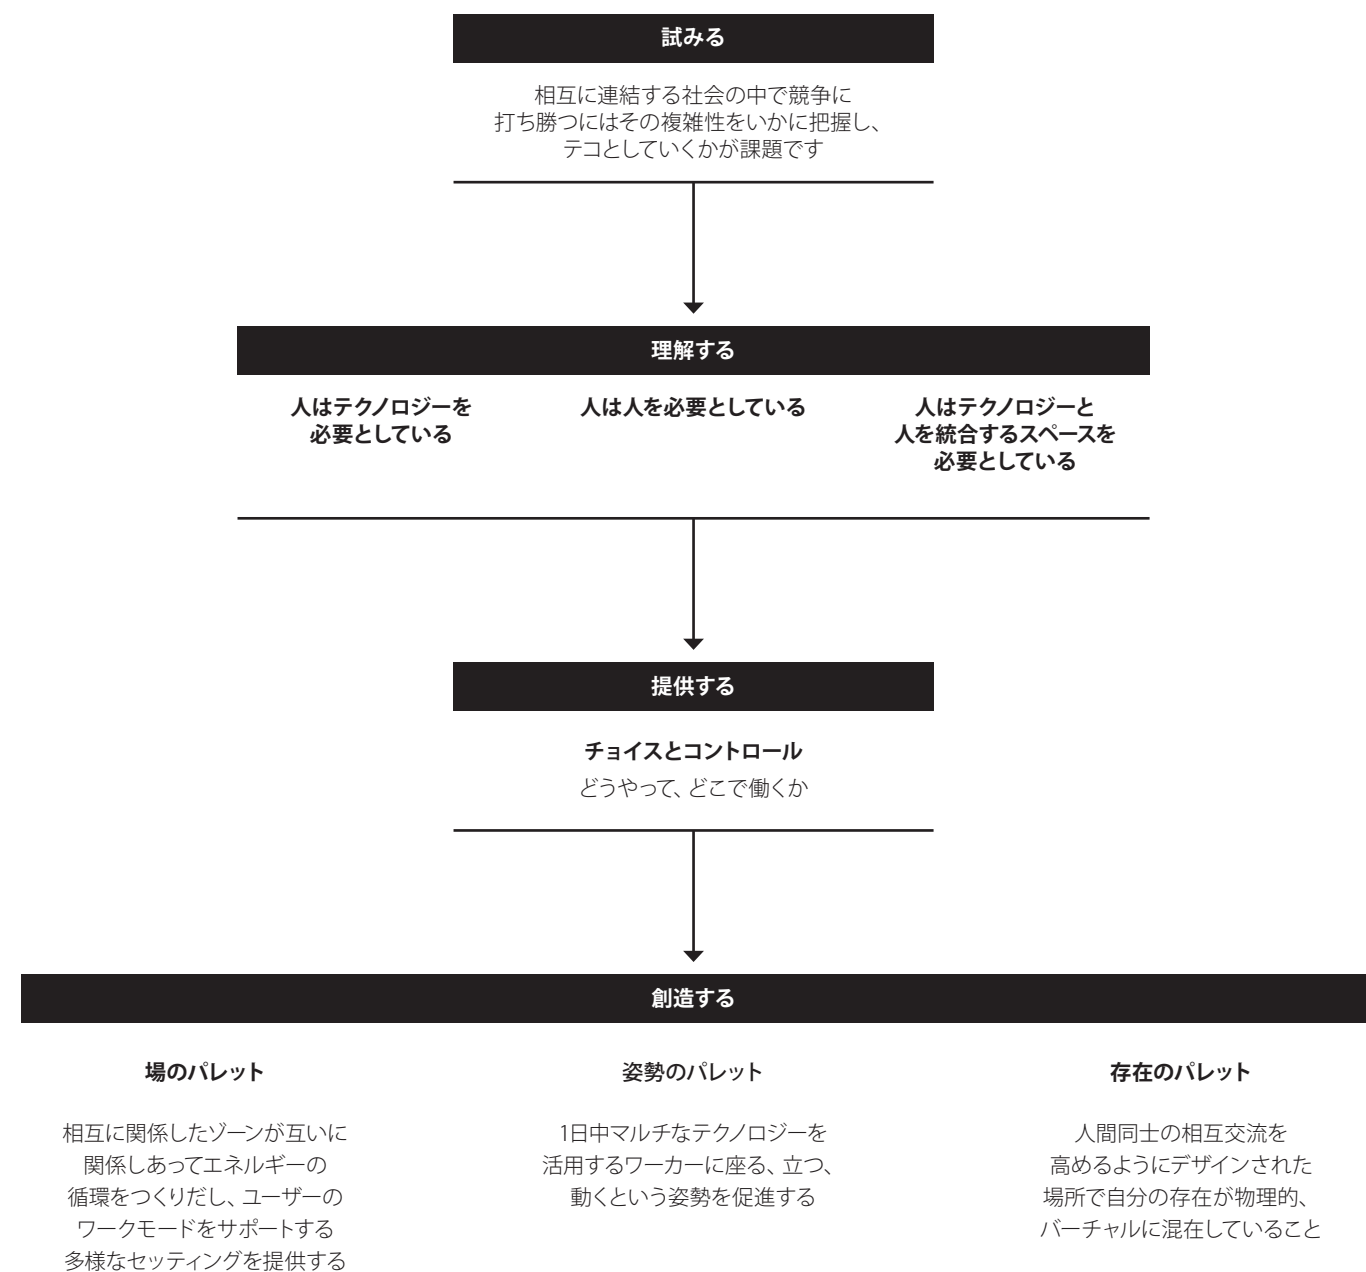 試みる
相互に連結する社会の中で競争に
打ち勝つにはその複雑性をいかに把握し、
テコとしていくかが課題です
理解する
人はテクノロジーを
必要としている
人は人を必要としている
人はテクノロジーと
人を統合するスペースを
必要としている
提供する
チョイスとコントロール
どうやって、どこで働くか
創造する
場のパレット
相互に関係したゾーンが互いに
関係しあってエネルギーの
循環をつくりだし、ユーザーの
ワークモードをサポートする
多様なセッティングを提供する
姿勢のパレット
1日中マルチなテクノロジーを
活用するワーカーに座る、立つ、
動くという姿勢を促進する
存在のパレット
人間同士の相互交流を
高めるようにデザインされた
場所で自分の存在が物理的、
バーチャルに混在していること